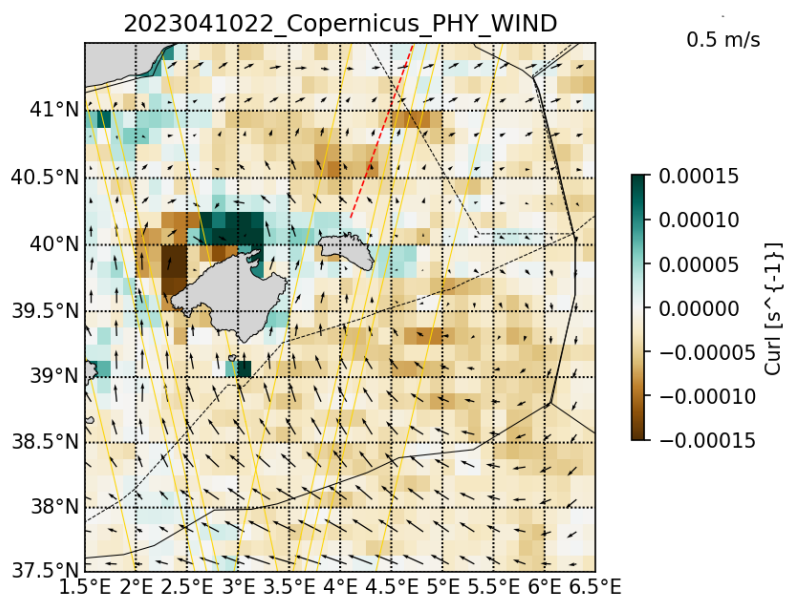 2023041022_Copernicus_PHY_WIND
0.5 m/s
41°N
40.5°N
40°N
39.5°N
39°N
38.5°N
38°N
37.5°N
1.5°E
2°E
2.5°E
3°E
3.5°E
4°E
4.5°E
5°E
5.5°E
6°E
6.5°E
0.00015
0.00010
0.00005
0.00000
−0.00005
−0.00010
−0.00015
Curl [s^{-1}]